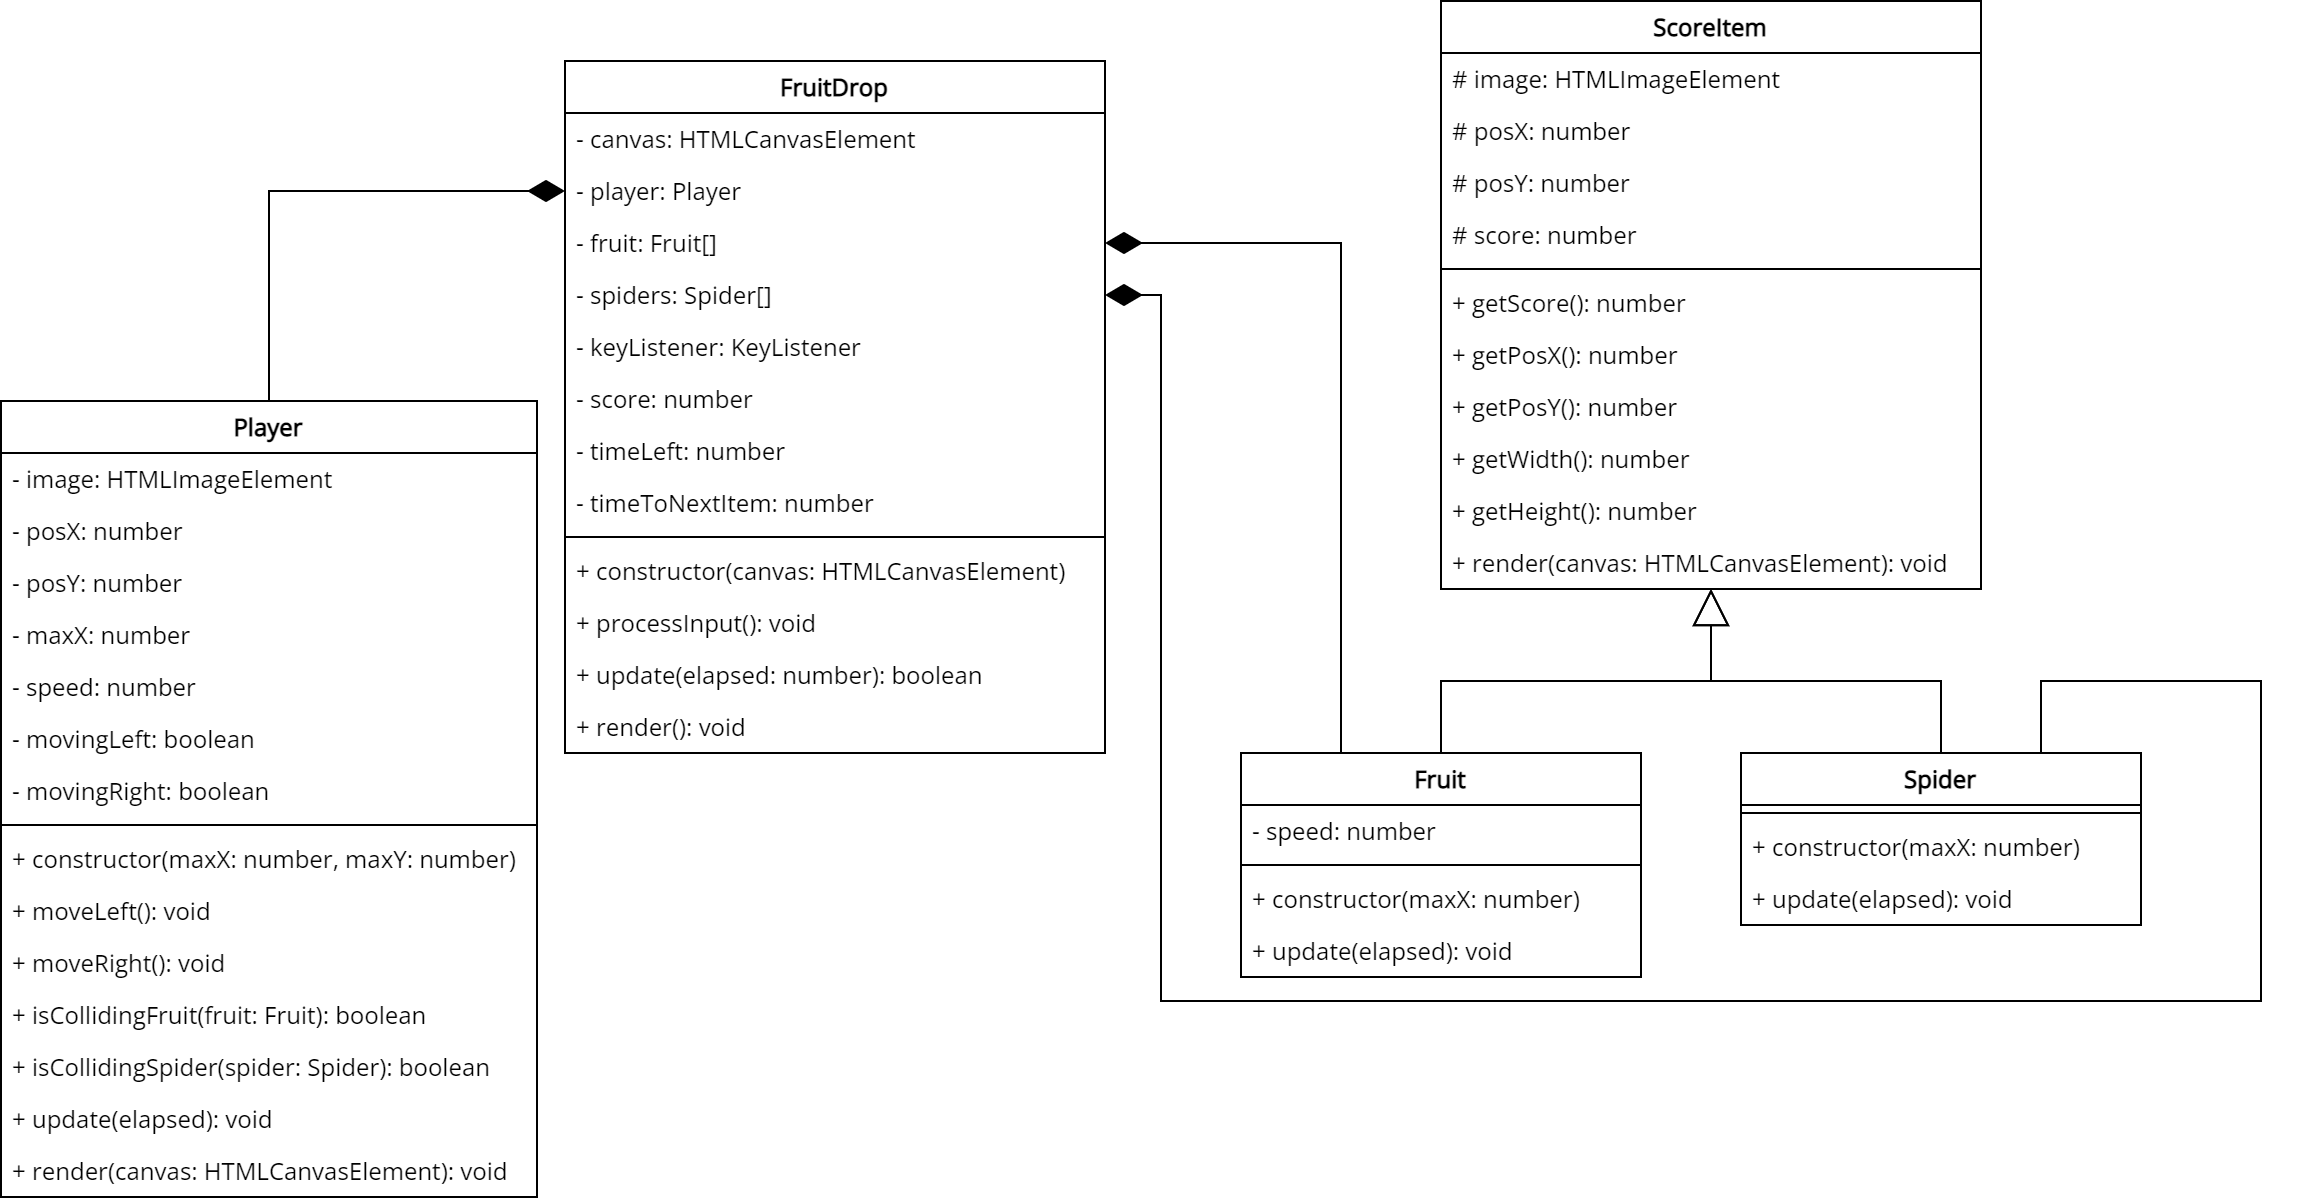 ScoreItem
# image: HTMLImageElement
# posX: number
# posY: number
# score: number
+ getScore(): number
+ getPosX(): number
+ getPosY(): number
+ getWidth(): number
+ getHeight(): number
+ render(canvas: HTMLCanvasElement): void
FruitDrop
- canvas: HTMLCanvasElement
- player: Player
- fruit: Fruit[]
- spiders: Spider[]
- keyListener: KeyListener
- score: number
- timeLeft: number
- timeToNextItem: number
+ constructor(canvas: HTMLCanvasElement)
+ processInput(): void
+ update(elapsed: number): boolean
+ render(): void
Player
- image: HTMLImageElement
- posX: number
- posY: number
- maxX: number
- speed: number
- movingLeft: boolean
- movingRight: boolean
+ constructor(maxX: number, maxY: number)
+ moveLeft(): void
+ moveRight(): void
+ isCollidingFruit(fruit: Fruit): boolean
+ isCollidingSpider(spider: Spider): boolean
+ update(elapsed): void
+ render(canvas: HTMLCanvasElement): void
Fruit
- speed: number
+ constructor(maxX: number)
+ update(elapsed): void
Spider
+ constructor(maxX: number)
+ update(elapsed): void